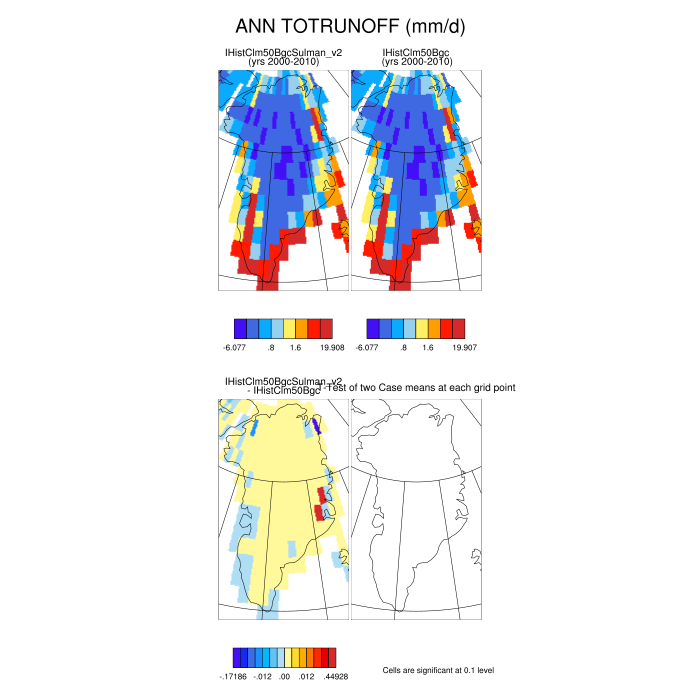 ANN TOTRUNOFF (mm/d)
IHistClm50BgcSulman_v2
(yrs 2000-2010)
IHistClm50Bgc
(yrs 2000-2010)
-6.077 .8 1.6 19.908
-6.077 .8 1.6 19.907
IHistClm50BgcSulman_v2
- IHistClm50Bgc
T-Test of two Case means at each grid point
-.17186 -.012 .00 .012 .44928
Cells are significant at 0.1 level